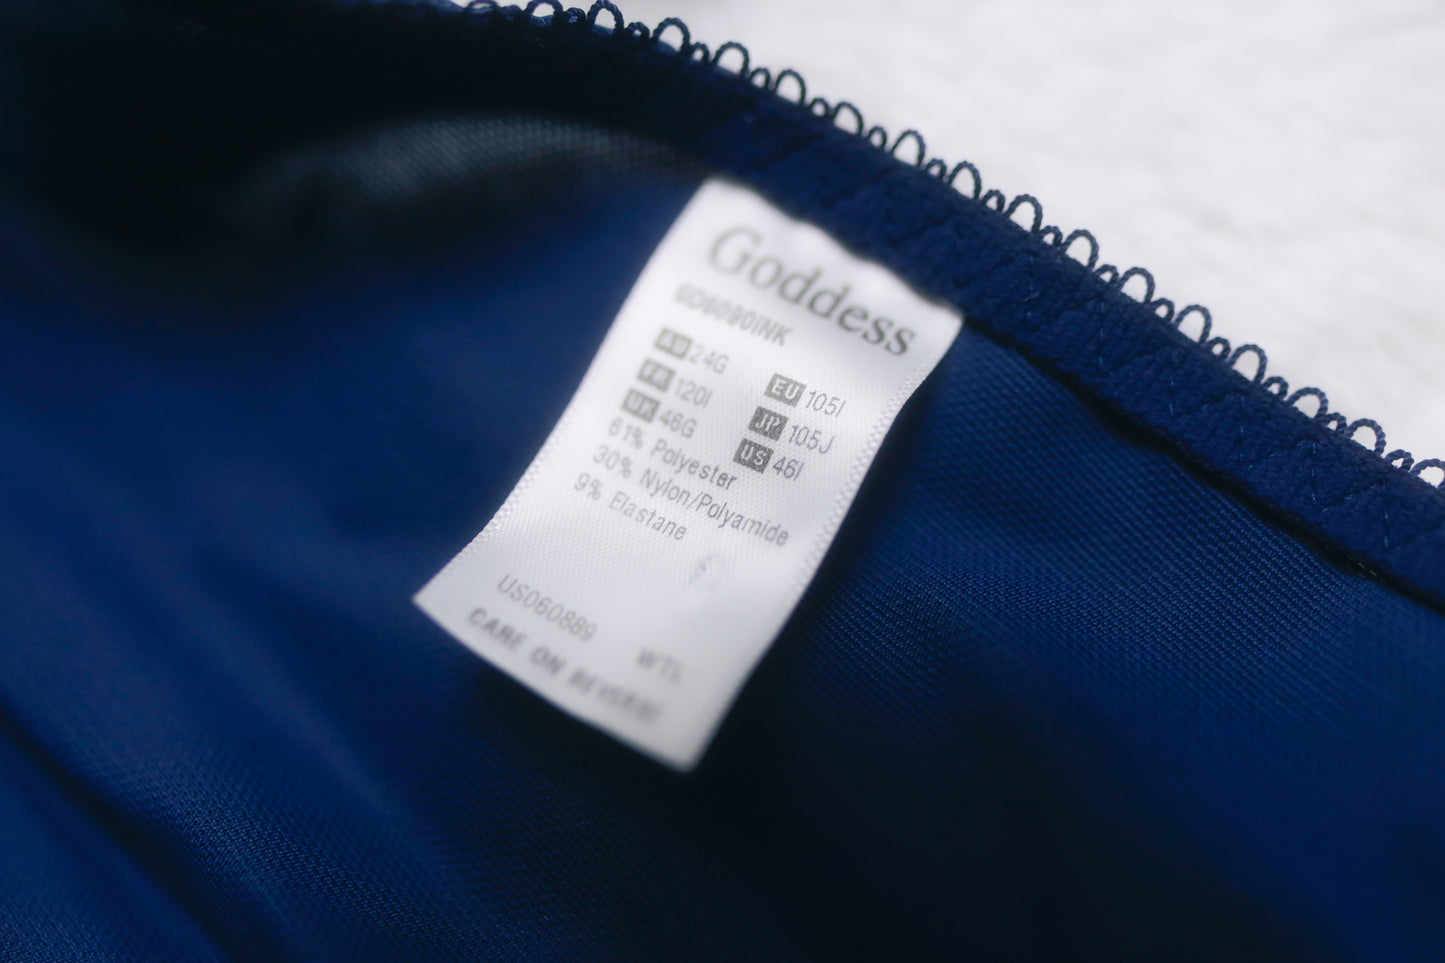 Goddess
GD6090INK
AU 24G
FR 120I EU 105I
UK 46G JP 105J
61% Polyester US 46I
30% Nylon/Polyamide
9% Elastane
US060889 WTL
CARE ON REVERSE